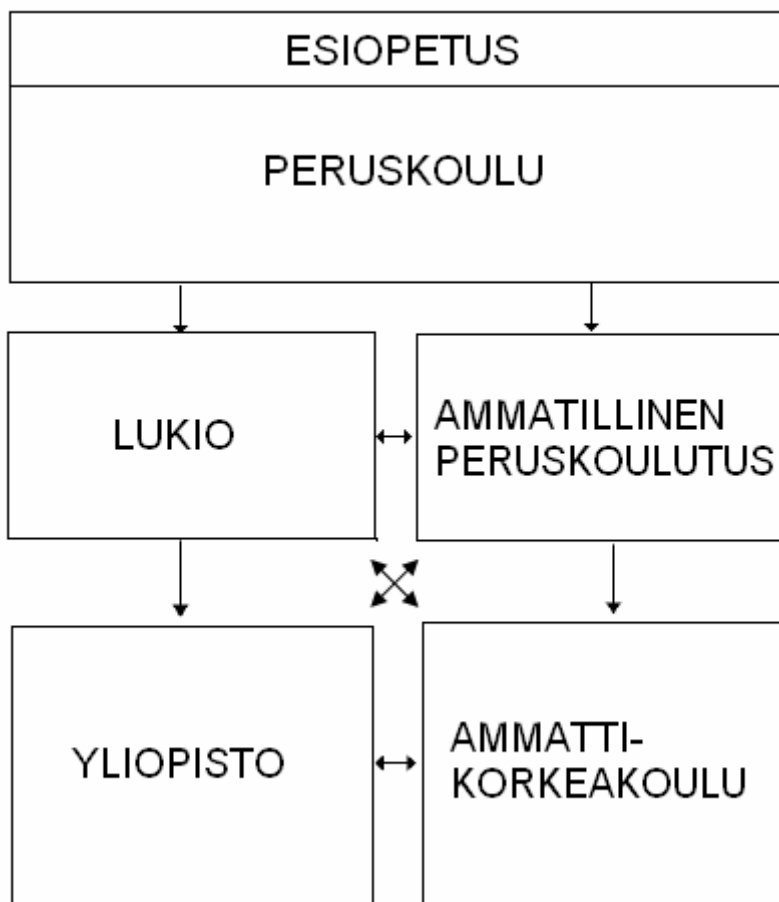 ESIOPETUS
PERUSKOULU
LUKIO
AMMATILLINEN
PERUSKOULUTUS
YLIOPISTO
AMMATTI-
KORKEAKOULU